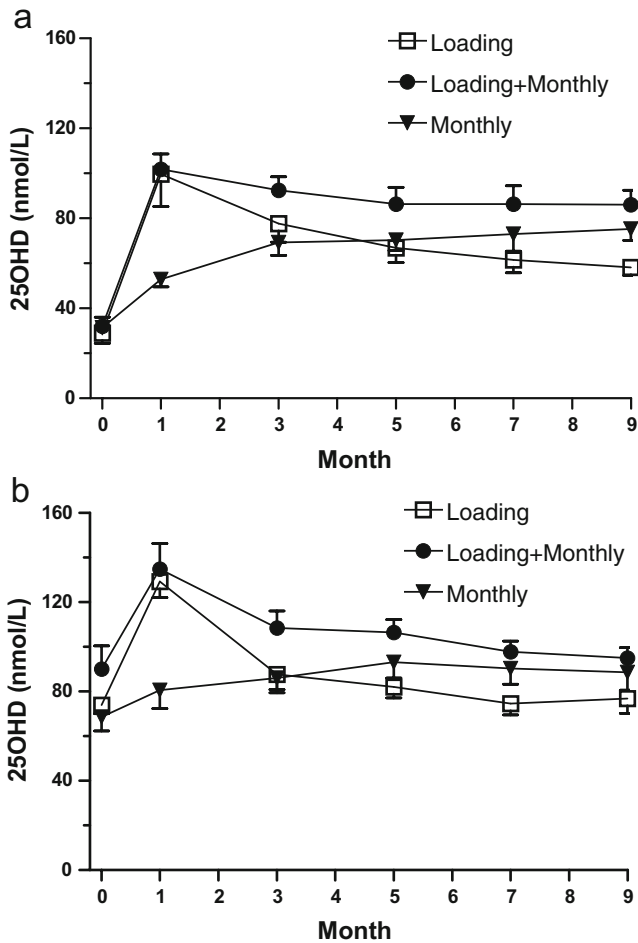 a
160
120
80
40
0
25OHD (nmol/L)
Loading
Loading+Monthly
Monthly
0 1 2 3 4 5 6 7 8 9
Month
b
160
120
80
40
0
25OHD (nmol/L)
Loading
Loading+Monthly
Monthly
0 1 2 3 4 5 6 7 8 9
Month